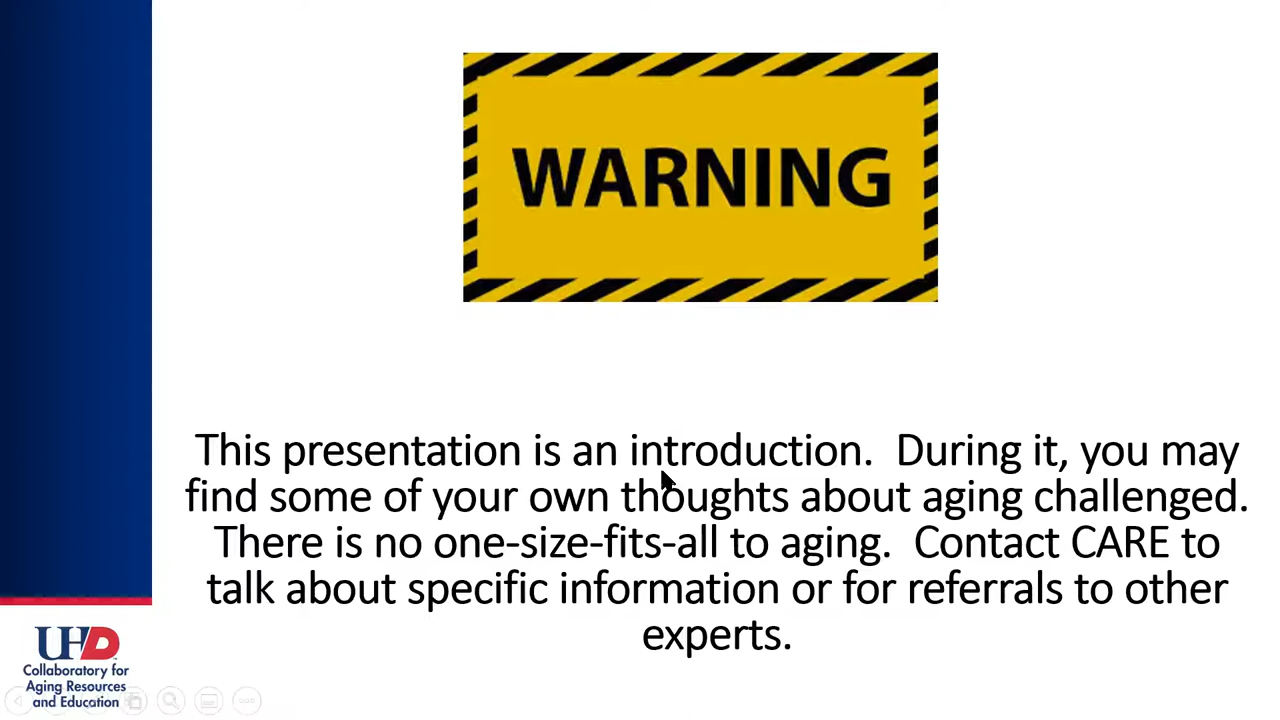 WARNING
This presentation is an introduction.  During it, you may
find some of your own thoughts about aging challenged.
There is no one-size-fits-all to aging.  Contact CARE to
talk about specific information or for referrals to other
experts.
UHD
Collaboratory for
Aging Resources
and Education